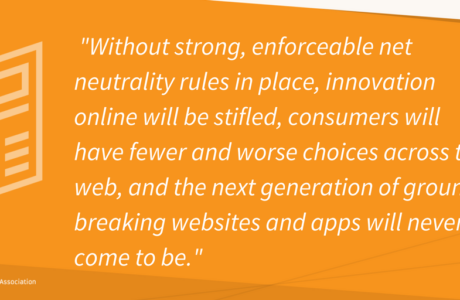 "Without strong, enforceable net
neutrality rules in place, innovation
online will be stifled, consumers will
have fewer and worse choices across t
web, and the next generation of groun
breaking websites and apps will never
come to be."
Association